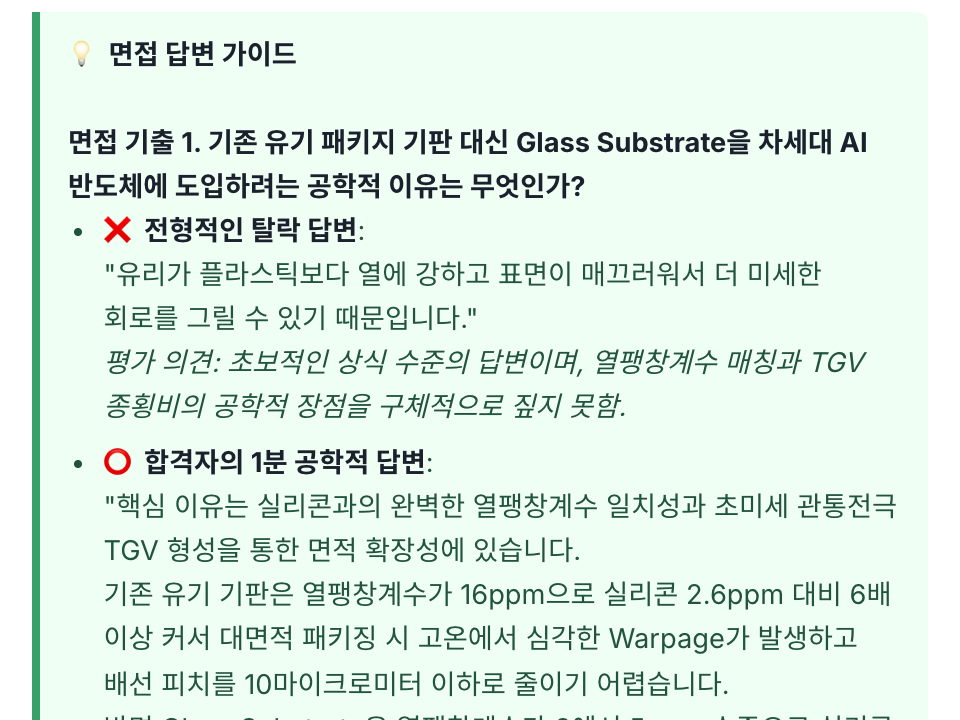 💡 면접 답변 가이드
면접 기출 1. 기존 유기 패키지 기판 대신 Glass Substrate을 차세대 AI
반도체에 도입하려는 공학적 이유는 무엇인가?
• ❌ 전형적인 탈락 답변:
"유리가 플라스틱보다 열에 강하고 표면이 매끄러워서 더 미세한
회로를 그릴 수 있기 때문입니다."
평가 의견: 초보적인 상식 수준의 답변이며, 열팽창계수 매칭과 TGV
종횡비의 공학적 장점을 구체적으로 짚지 못함.
• ⭕ 합격자의 1분 공학적 답변:
"핵심 이유는 실리콘과의 완벽한 열팽창계수 일치성과 초미세 관통전극
TGV 형성을 통한 면적 확장성에 있습니다.
기존 유기 기판은 열팽창계수가 16ppm으로 실리콘 2.6ppm 대비 6배
이상 커서 대면적 패키징 시 고온에서 심각한 Warpage가 발생하고
배선 피치를 10마이크로미터 이하로 줄이기 어렵습니다.